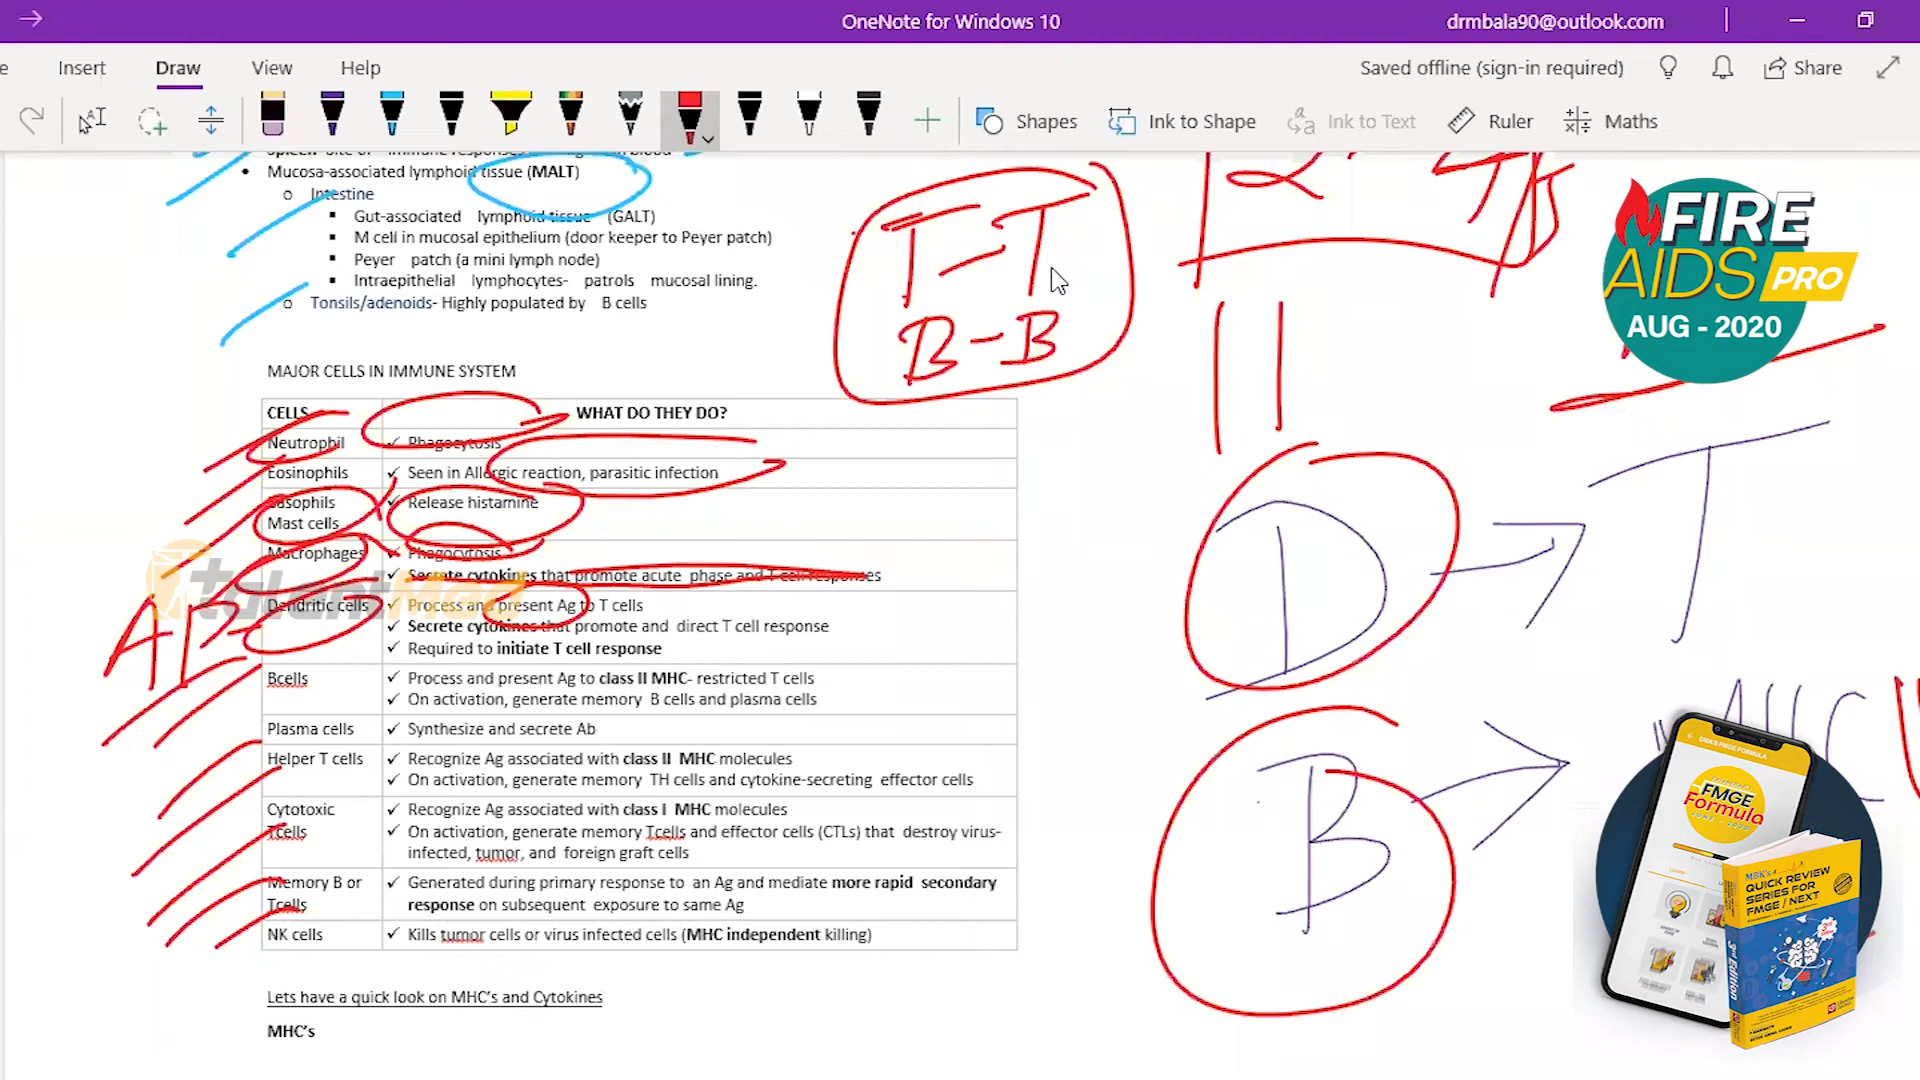 OneNote for Windows 10
drmbala90@outlook.com
Insert
Draw
View
Help
Saved offline (sign-in required)
Share
Shapes
Ink to Shape
Ink to Text
Ruler
Maths
• Mucosa-associated lymphoid tissue (MALT)
o Intestine
▪ Gut-associated lymphoid tissue (GALT)
▪ M cell in mucosal epithelium (door keeper to Peyer patch)
▪ Peyer patch (a mini lymph node)
▪ Intraepithelial lymphocytes- patrols mucosal lining.
o Tonsils/adenoids- Highly populated by B cells
T - T
B - B
FIRE
AIDS PRO
AUG - 2020
MAJOR CELLS IN IMMUNE SYSTEM
CELLS WHAT DO THEY DO?
Neutrophil ✓ Phagocytosis
Eosinophils ✓ Seen in Allergic reaction, parasitic infection
Basophils ✓ Release histamine
Mast cells
Macrophages ✓ Phagocytosis
✓ Secrete cytokines that promote acute phase and T cell responses
Dendritic cells ✓ Process and present Ag to T cells
✓ Secrete cytokines that promote and direct T cell response
✓ Required to initiate T cell response
Bcells ✓ Process and present Ag to class II MHC- restricted T cells
✓ On activation, generate memory B cells and plasma cells
Plasma cells ✓ Synthesize and secrete Ab
Helper T cells ✓ Recognize Ag associated with class II MHC molecules
✓ On activation, generate memory TH cells and cytokine-secreting effector cells
Cytotoxic ✓ Recognize Ag associated with class I MHC molecules
Tcells ✓ On activation, generate memory Tcells and effector cells (CTLs) that destroy virus-
infected, tumor, and foreign graft cells
Memory B or ✓ Generated during primary response to an Ag and mediate more rapid secondary
Tcells response on subsequent exposure to same Ag
NK cells ✓ Kills tumor cells or virus infected cells (MHC independent killing)
Lets have a quick look on MHC's and Cytokines
MHC's
D
T
B
MHC
FMGE
Formula
MBK's
QUICK REVIEW
SERIES FOR
FMGE / NEXT
3rd Edition